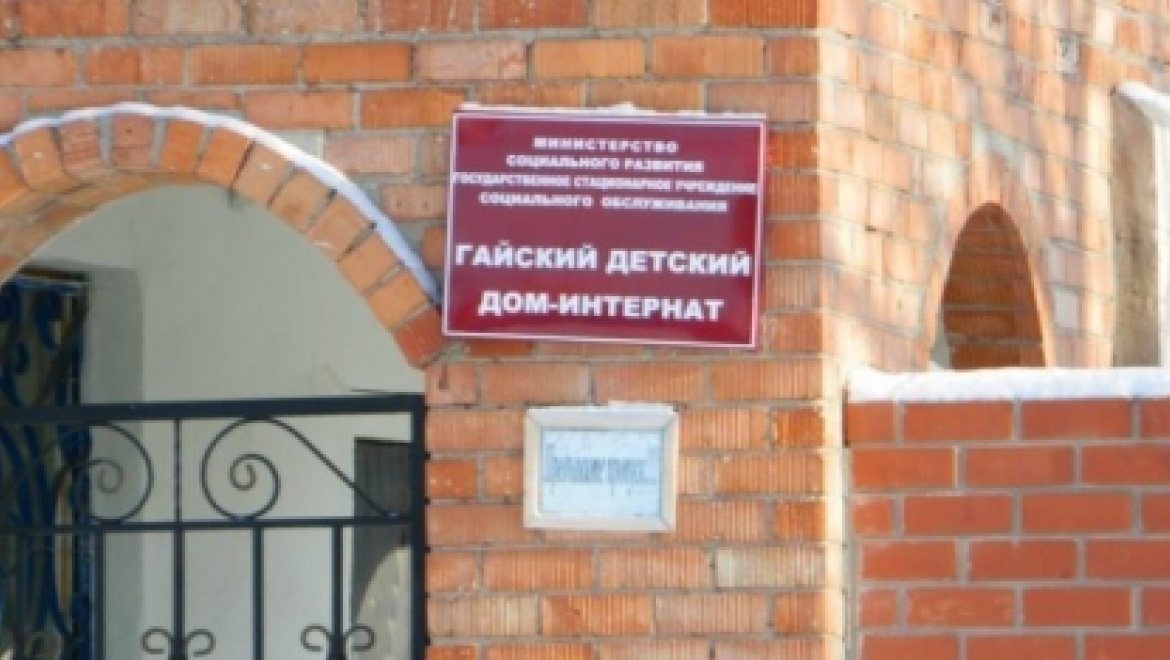 МИНИСТЕРСТВО
СОЦИАЛЬНОГО РАЗВИТИЯ
ГОСУДАРСТВЕННОЕ СТАЦИОНАРНОЕ УЧРЕЖДЕНИЕ
СОЦИАЛЬНОГО ОБСЛУЖИВАНИЯ
ГАЙСКИЙ ДЕТСКИЙ
ДОМ-ИНТЕРНАТ